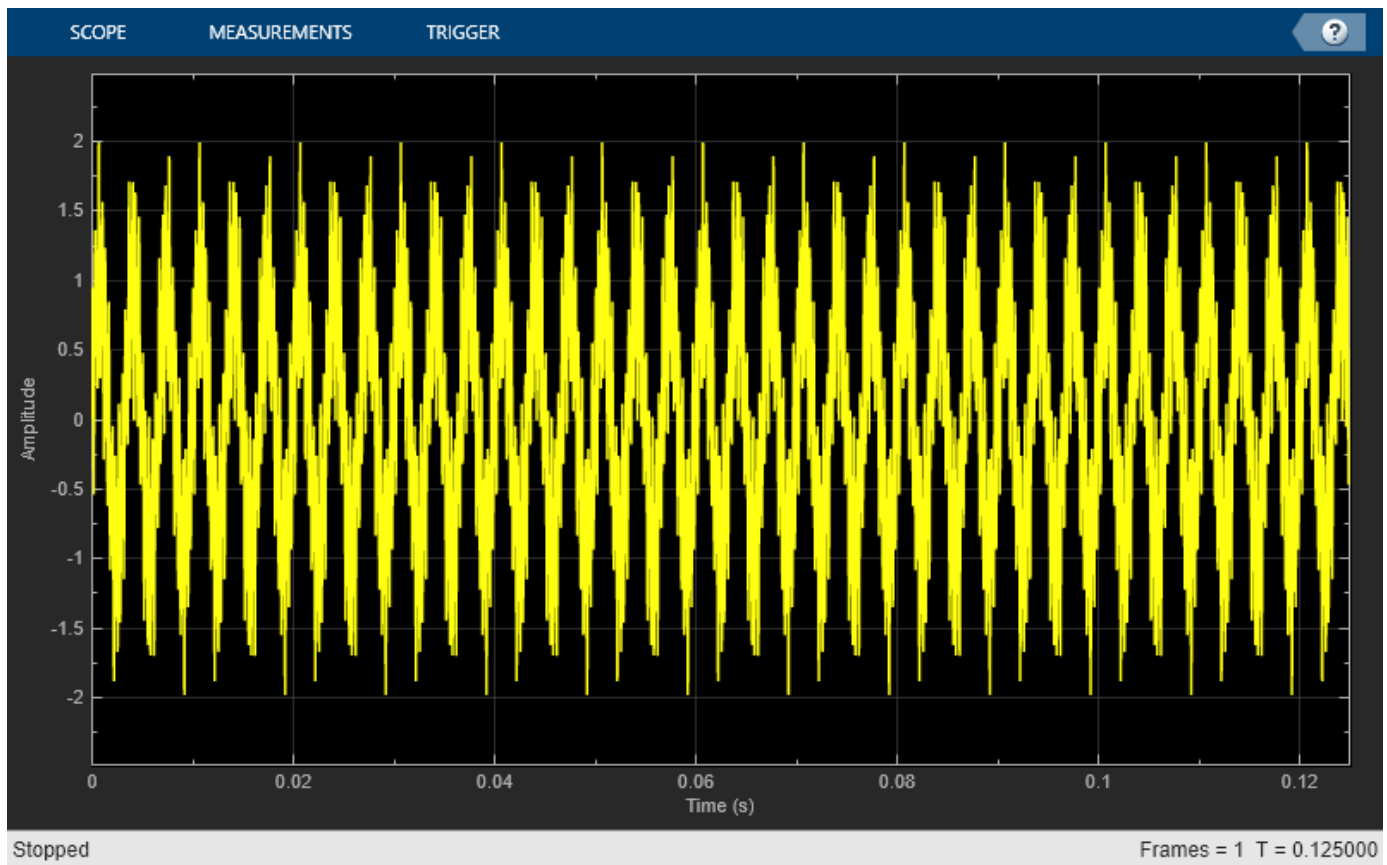 SCOPE MEASUREMENTS TRIGGER ?
2
1.5
1
0.5
0
-0.5
-1
-1.5
-2
Amplitude
0 0.02 0.04 0.06 0.08 0.1 0.12
Time (s)
Stopped Frames = 1 T = 0.125000